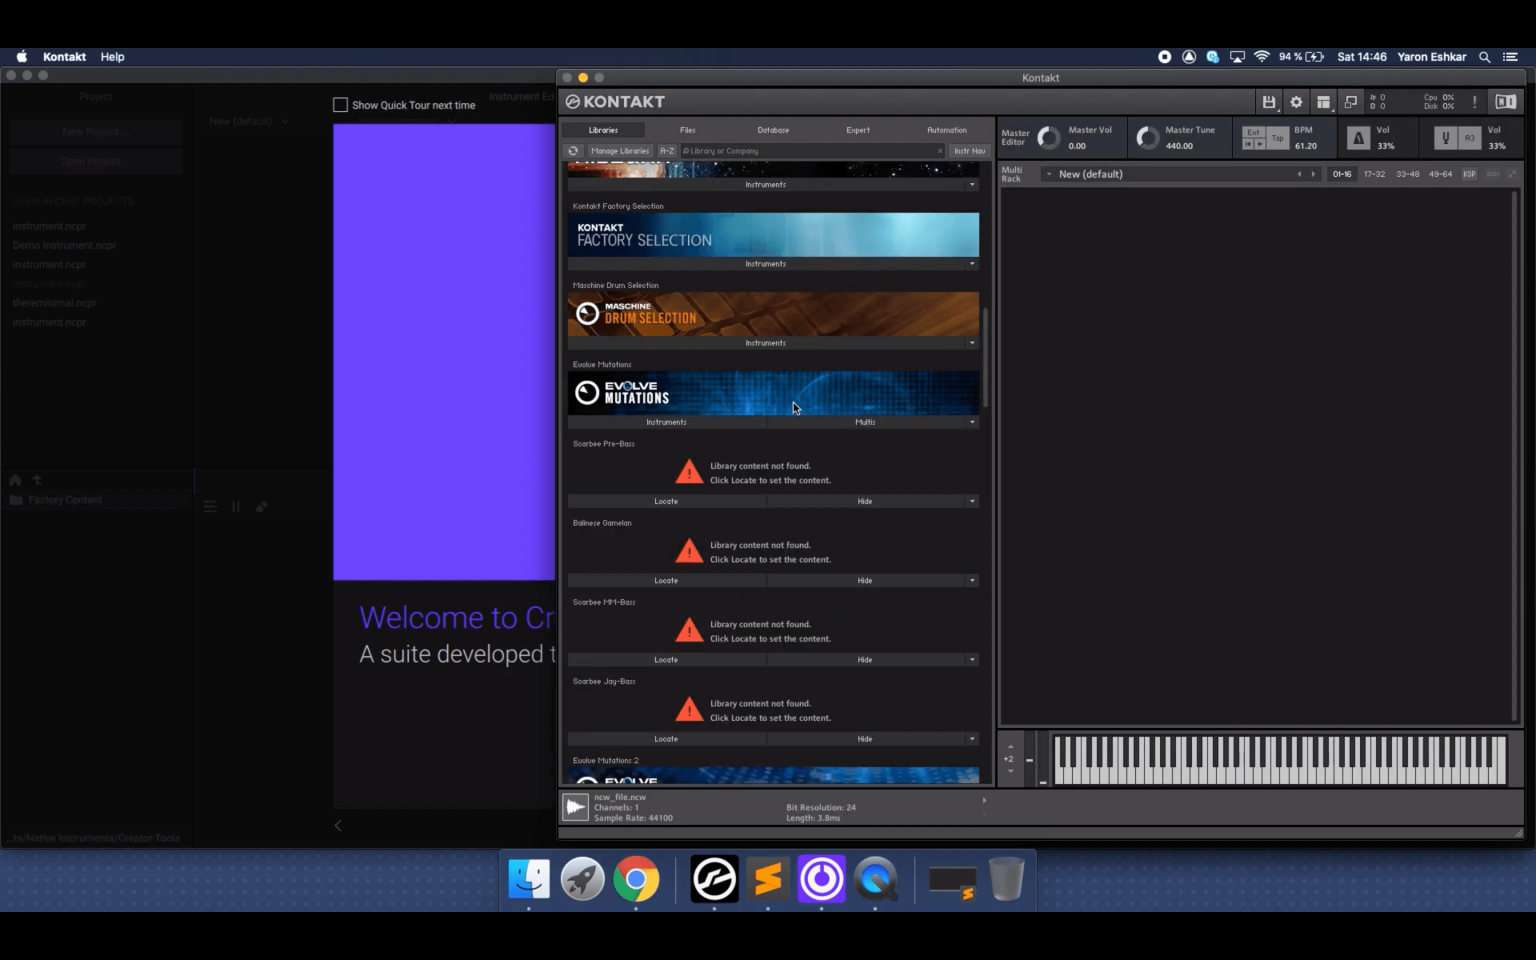 Kontakt Help
94 % Sat 14:46 Yaron Eshkar
Project
New Project...
Open Project...
OPEN RECENT PROJECTS:
instrument.ncpr
Demo Instrument.ncpr
instrument.ncpr
instrument.ncpr
thereminimal.ncpr
instrument.ncpr
Factory Content
..ts/Native Instruments/Creator Tools
New (default)
Instrument Ed
Show Quick Tour next time
Welcome to Cr
A suite developed t
Kontakt
KONTAKT
0
0
Cpu 0%
Disk 0%
!
Libraries Files Database Expert Automation
Manage Libraries A-Z Library or Company × Instr Nav
Instruments
Kontakt Factory Selection
KONTAKT
FACTORY SELECTION
Instruments
Maschine Drum Selection
MASCHINE
DRUM SELECTION
Instruments
Evolve Mutations
EVOLVE
MUTATIONS
Instruments Multis
Scarbee Pre-Bass
Library content not found.
Click Locate to set the content.
Locate Hide
Balinese Gamelan
Library content not found.
Click Locate to set the content.
Locate Hide
Scarbee MM-Bass
Library content not found.
Click Locate to set the content.
Locate Hide
Scarbee Jay-Bass
Library content not found.
Click Locate to set the content.
Locate Hide
Evolve Mutations 2
EVOLVE
ncw_file.ncw
Channels: 1 Bit Resolution: 24
Sample Rate: 44100 Length: 3.8ms
Master
Editor
Master Vol
0.00
Master Tune
440.00
Ext
Tap
BPM
61.20
Vol
33%
A3
Vol
33%
Multi
Rack
New (default)
01-16 17-32 33-48 49-64 KSP
+2